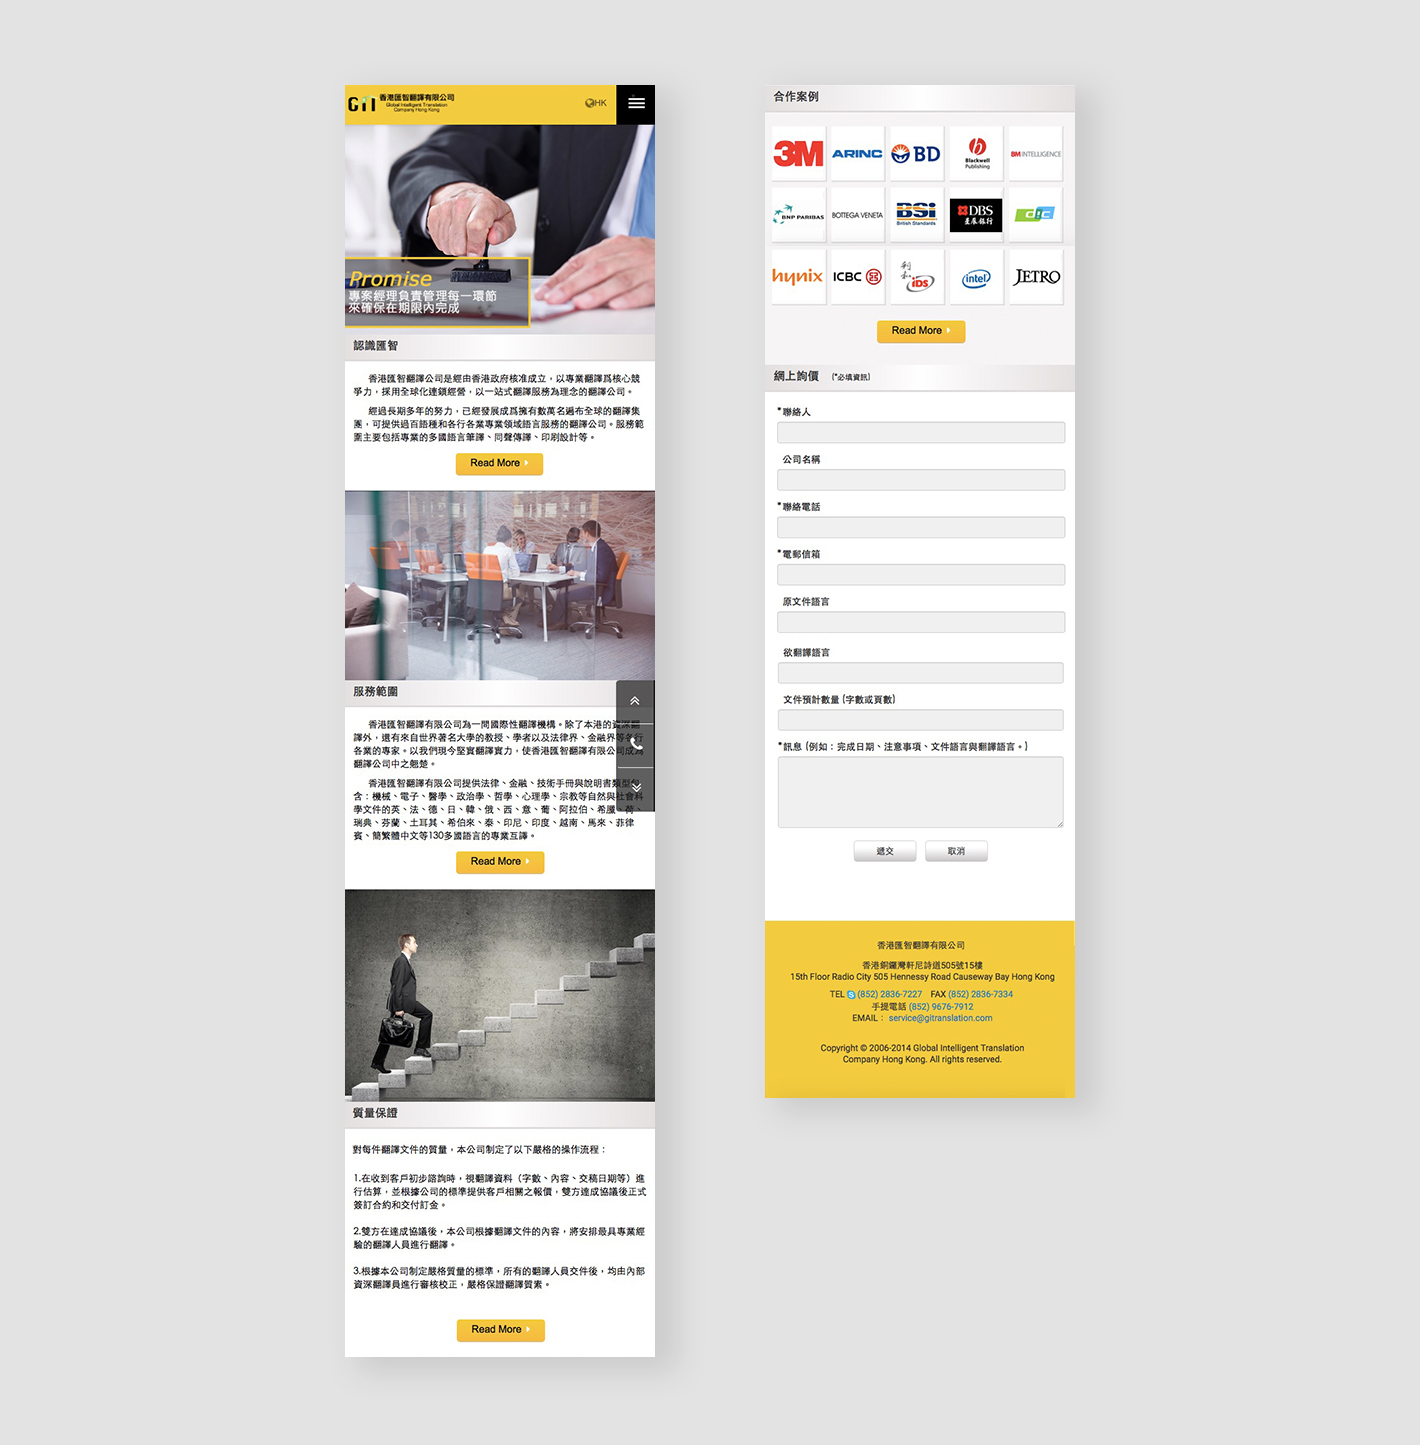 GiT 香港匯智翻譯有限公司
Global Intelligent Translation
Company Hong Kong
HK
Promise
專案經理負責管理每一環節
來確保在期限內完成
認識匯智
香港匯智翻譯公司是經由香港政府核准成立，以專業翻譯爲核心競
爭力，採用全球化連鎖經營，以一站式翻譯服務為理念的翻譯公司。
經過長期多年的努力，已經發展成爲擁有數萬名遍布全球的翻譯集
團，可提供過百語種和各行各業專業領域語言服務的翻譯公司。服務範
圍主要包括專業的多國語言筆譯、同聲傳譯、印刷設計等。
Read More
服務範圍
香港匯智翻譯有限公司為一間國際性翻譯機構。除了本港的資深翻
譯外，還有來自世界著名大學的教授、學者以及法律界、金融界等各行
各業的專家。以我們現今堅實翻譯實力，使香港匯智翻譯有限公司成為
翻譯公司中之翹楚。
香港匯智翻譯有限公司提供法律、金融、技術手冊與說明書類型包
含：機械、電子、醫學、政治學、哲學、心理學、宗教等自然與社會科
學文件的英、法、德、日、韓、俄、西、意、葡、阿拉伯、希臘、荷、
瑞典、芬蘭、土耳其、希伯來、泰、印尼、印度、越南、馬來、菲律
賓、簡繁體中文等130多國語言的專業互譯。
Read More
質量保證
對每件翻譯文件的質量，本公司制定了以下嚴格的操作流程：
1.在收到客戶初步諮詢時，視翻譯資料（字數、內容、交稿日期等）進
行估算，並根據公司的標準提供客戶相關之報價，雙方達成協議後正式
簽訂合約和交付訂金。
2.雙方在達成協議後，本公司根據翻譯文件的內容，將安排最具專業經
驗的翻譯人員進行翻譯。
3.根據本公司制定嚴格質量的標準，所有的翻譯人員交件後，均由內部
資深翻譯員進行審核校正，嚴格保證翻譯質素。
Read More
合作案例
3M ARINC BD Blackwell Publishing BM INTELLIGENCE
BNP PARIBAS BOTTEGA VENETA BSi British Standards DBS 星展銀行 dic
hynix ICBC 利和 iDS intel JETRO
Read More
網上詢價 (*必填資訊)
*聯絡人
公司名稱
*聯絡電話
*電郵信箱
原文件語言
欲翻譯語言
文件預計數量 (字數或頁數)
*訊息 (例如：完成日期、注意事項、文件語言與翻譯語言。)
遞交 取消
香港匯智翻譯有限公司
香港銅鑼灣軒尼詩道505號15樓
15th Floor Radio City 505 Hennessy Road Causeway Bay Hong Kong
TEL (852) 2836-7227 FAX (852) 2836-7334
手提電話 (852) 9676-7912
EMAIL： service@gitranslation.com
Copyright © 2006-2014 Global Intelligent Translation
Company Hong Kong. All rights reserved.